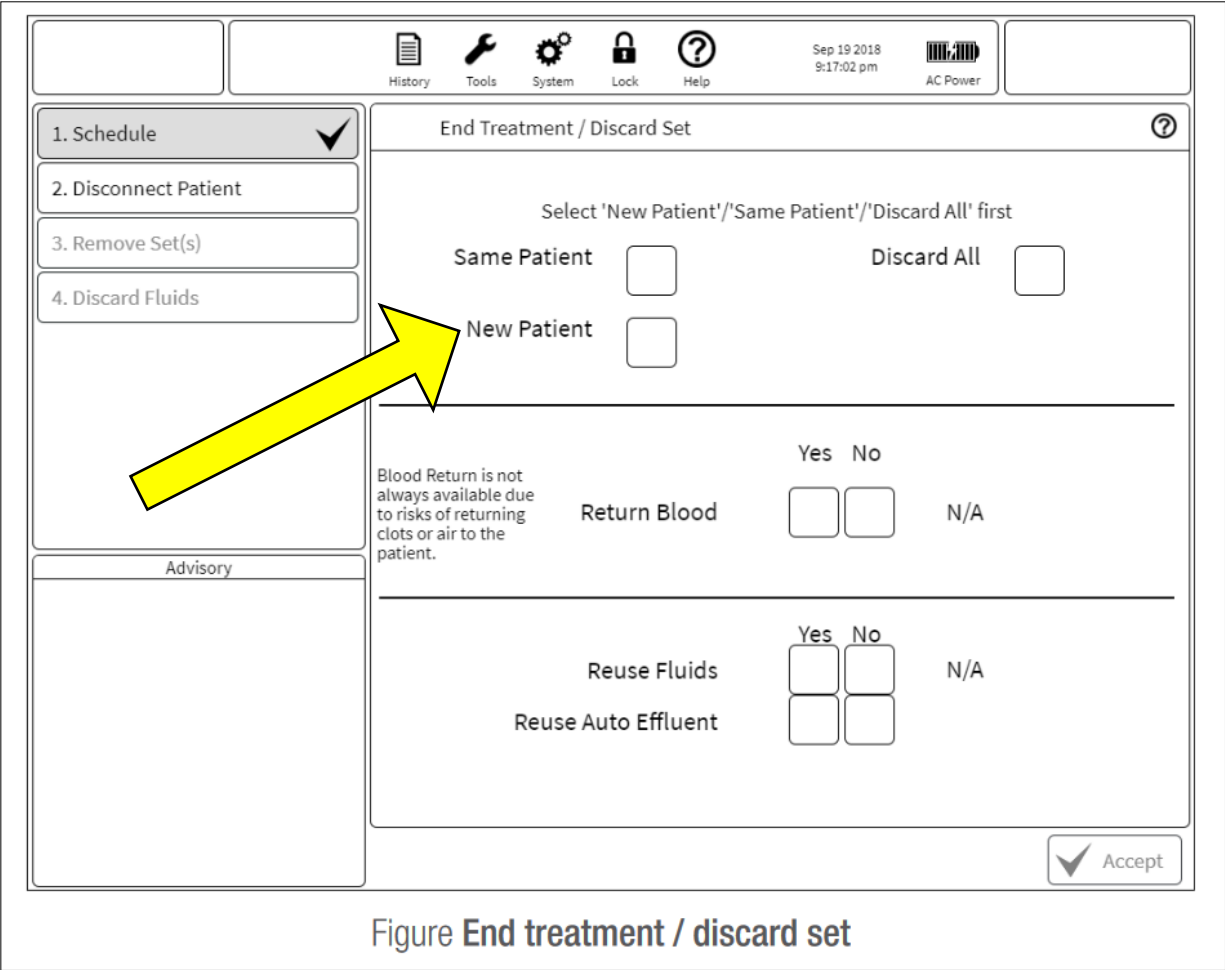 History Tools System Lock Help
Sep 19 2018
9:17:02 pm
AC Power
1. Schedule
2. Disconnect Patient
3. Remove Set(s)
4. Discard Fluids
Advisory
End Treatment / Discard Set
Select 'New Patient'/'Same Patient'/'Discard All' first
Same Patient Discard All
New Patient
Blood Return is not
always available due
to risks of returning
clots or air to the
patient.
Yes No
Return Blood N/A
Yes No
Reuse Fluids N/A
Reuse Auto Effluent
Accept
Figure End treatment / discard set